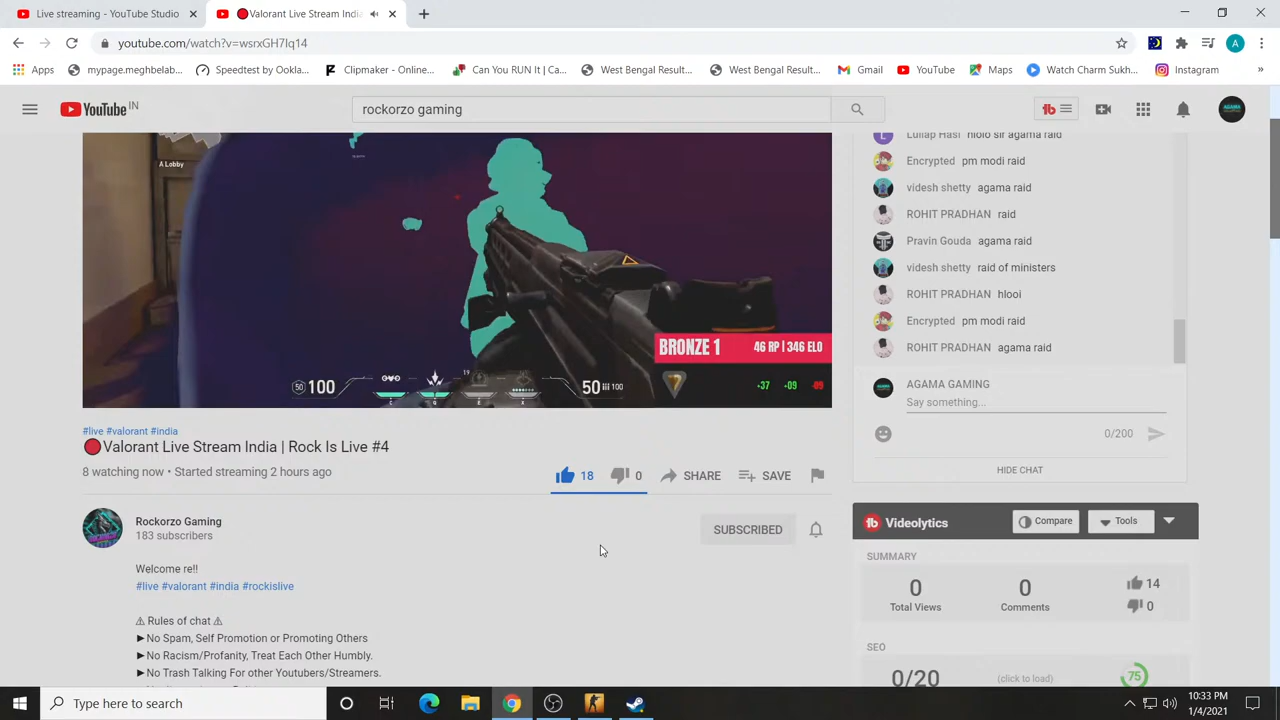 Live streaming - YouTube Studio
Valorant Live Stream India
youtube.com/watch?v=wsrxGH7Iq14
A
Apps
mypage.meghbelab...
Speedtest by Ookla...
Clipmaker - Online...
Can You RUN It | Ca...
West Bengal Result...
West Bengal Result...
Gmail
YouTube
Maps
Watch Charm Sukh...
Instagram
YouTube IN
rockorzo gaming
A Lobby
BRONZE 1 46 RP | 346 ELO
50 100
19
50 100
+37 -09 -89
hlolo sir agama raid
Encrypted pm modi raid
videsh shetty agama raid
ROHIT PRADHAN raid
Pravin Gouda agama raid
videsh shetty raid of ministers
ROHIT PRADHAN hlooi
Encrypted pm modi raid
ROHIT PRADHAN agama raid
AGAMA GAMING
Say something...
0/200
HIDE CHAT
#live #valorant #india
Valorant Live Stream India | Rock Is Live #4
8 watching now • Started streaming 2 hours ago
18 0 SHARE SAVE
Rockorzo Gaming
183 subscribers
SUBSCRIBED
Welcome re!!
#live #valorant #india #rockislive
⚠ Rules of chat ⚠
►No Spam, Self Promotion or Promoting Others
►No Racism/Profanity, Treat Each Other Humbly.
►No Trash Talking For other Youtubers/Streamers.
Videolytics Compare Tools
SUMMARY
0 0 14
Total Views Comments 0
SEO
0/20 (click to load) 75
Type here to search
10:33 PM
1/4/2021